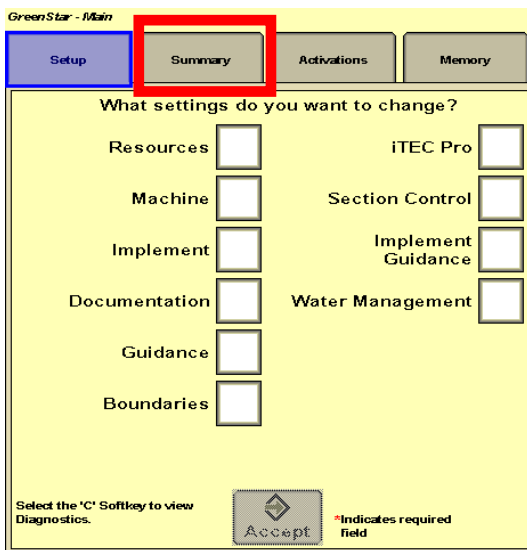 GreenStar - Main
Setup
Summary
Activations
Memory
What settings do you want to change?
Resources
iTEC Pro
Machine
Section Control
Implement
Implement
Guidance
Documentation
Water Management
Guidance
Boundaries
Select the 'C' Softkey to view
Diagnostics.
Accept
*Indicates required
field